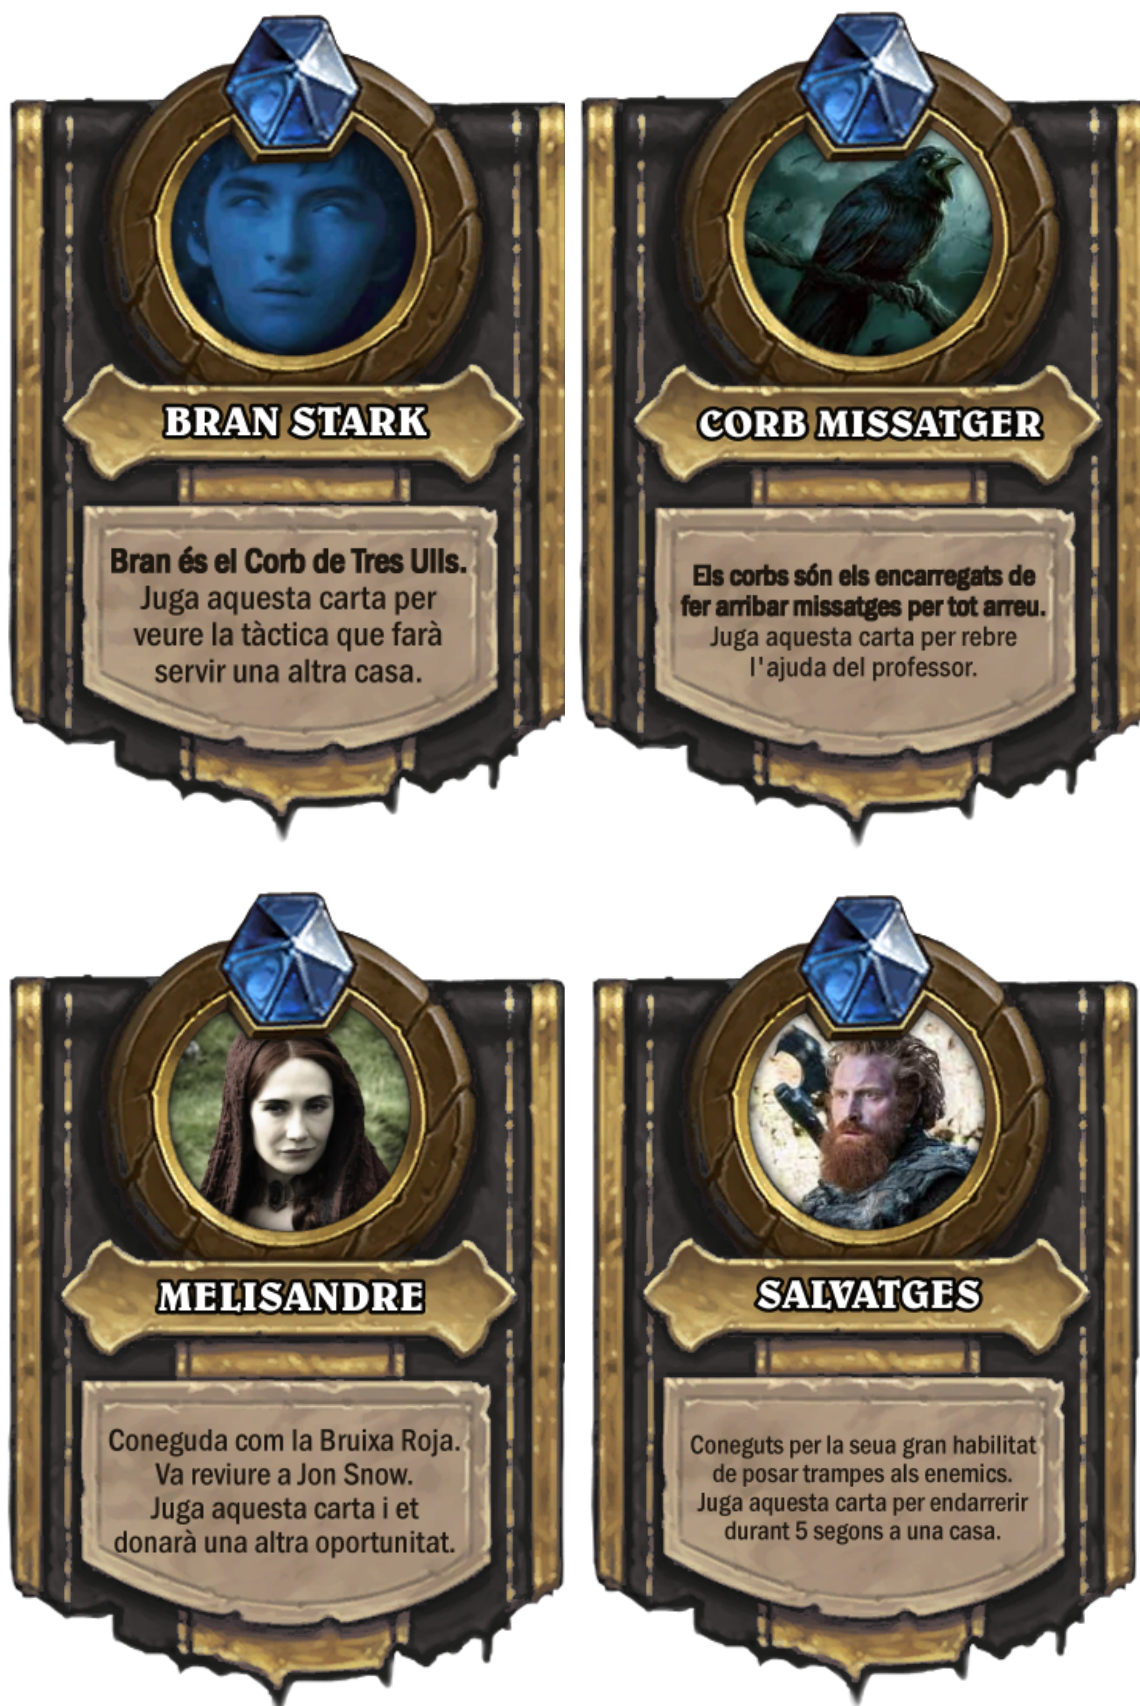 BRAN STARK
Bran és el Corb de Tres Ulls.
Juga aquesta carta per
veure la tàctica que farà
servir una altra casa.
CORB MISSATGER
Els corbs són els encarregats de
fer arribar missatges per tot arreu.
Juga aquesta carta per rebre
l'ajuda del professor.
MELISANDRE
Coneguda com la Bruixa Roja.
Va reviure a Jon Snow.
Juga aquesta carta i et
donarà una altra oportunitat.
SALVATGES
Coneguts per la seua gran habilitat
de posar trampes als enemics.
Juga aquesta carta per endarrerir
durant 5 segons a una casa.